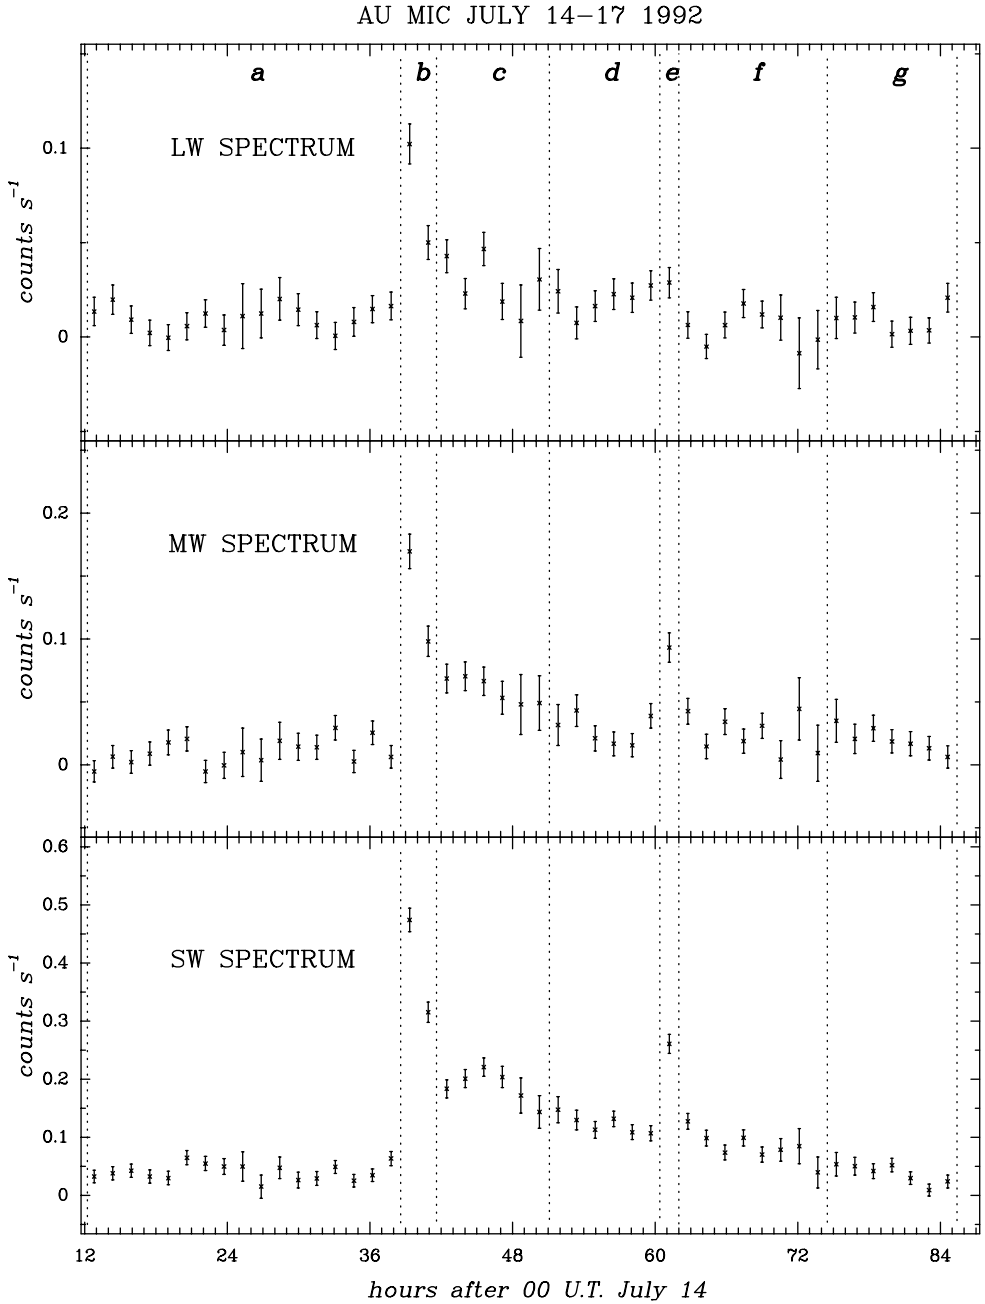 AU MIC JULY 14-17 1992
a b c d e f g
LW SPECTRUM
0.1
0
counts s⁻¹
MW SPECTRUM
0.2
0.1
0
counts s⁻¹
SW SPECTRUM
0.6
0.5
0.4
0.3
0.2
0.1
0
counts s⁻¹
12 24 36 48 60 72 84
hours after 00 U.T. July 14